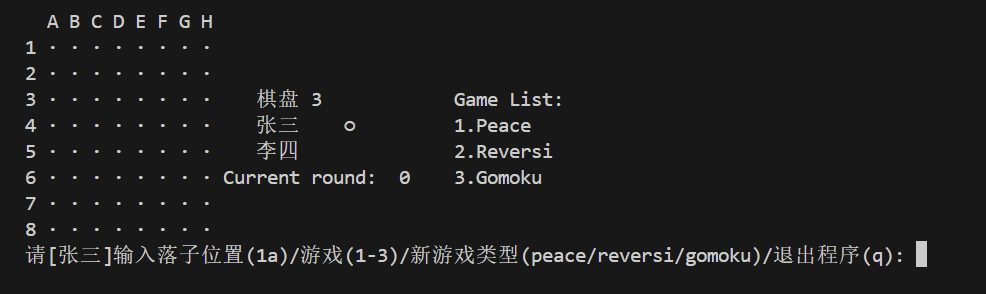 A B C D E F G H
1 · · · · · · · ·
2 · · · · · · · ·
3 · · · · · · · · 棋盘 3 Game List:
4 · · · · · · · · 张三 ○ 1.Peace
5 · · · · · · · · 李四 2.Reversi
6 · · · · · · · · Current round: 0 3.Gomoku
7 · · · · · · · ·
8 · · · · · · · ·
请[张三]输入落子位置(1a)/游戏(1-3)/新游戏类型(peace/reversi/gomoku)/退出程序(q):